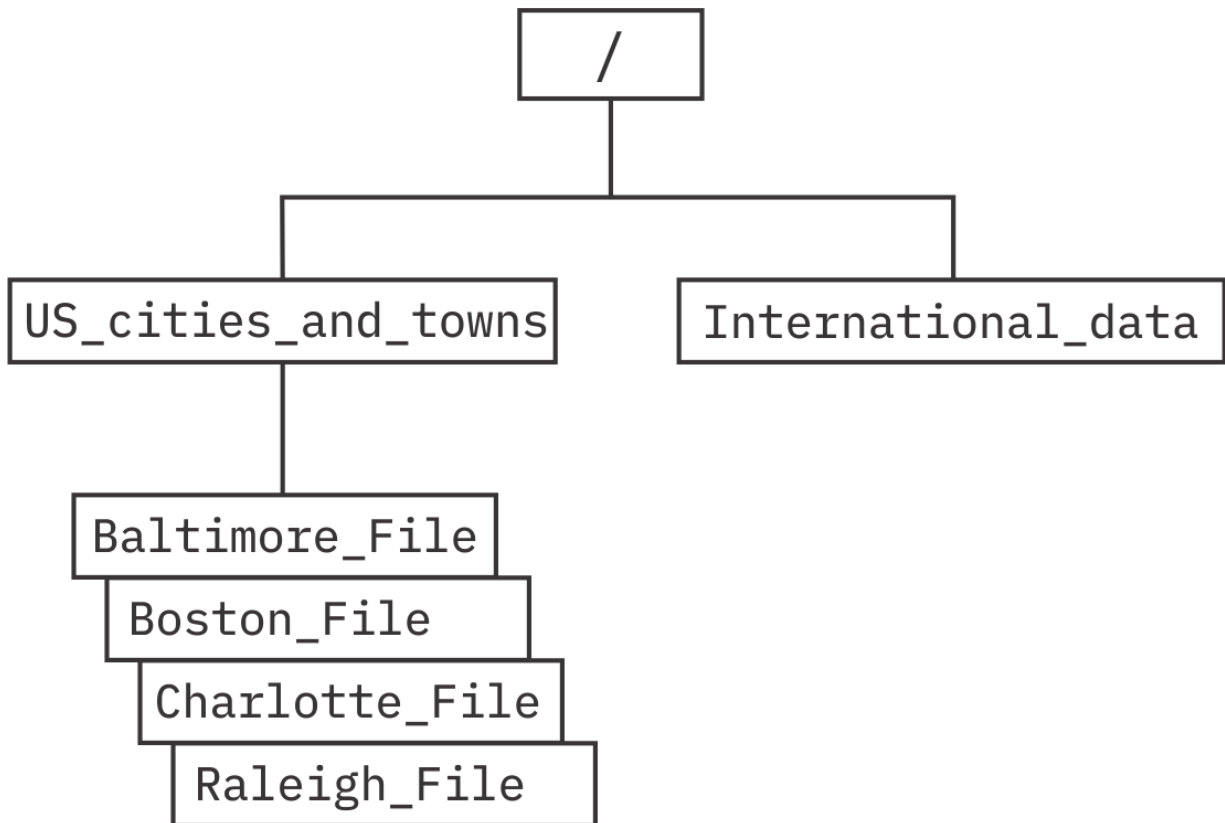 /
US_cities_and_towns
International_data
Baltimore_File
Boston_File
Charlotte_File
Raleigh_File